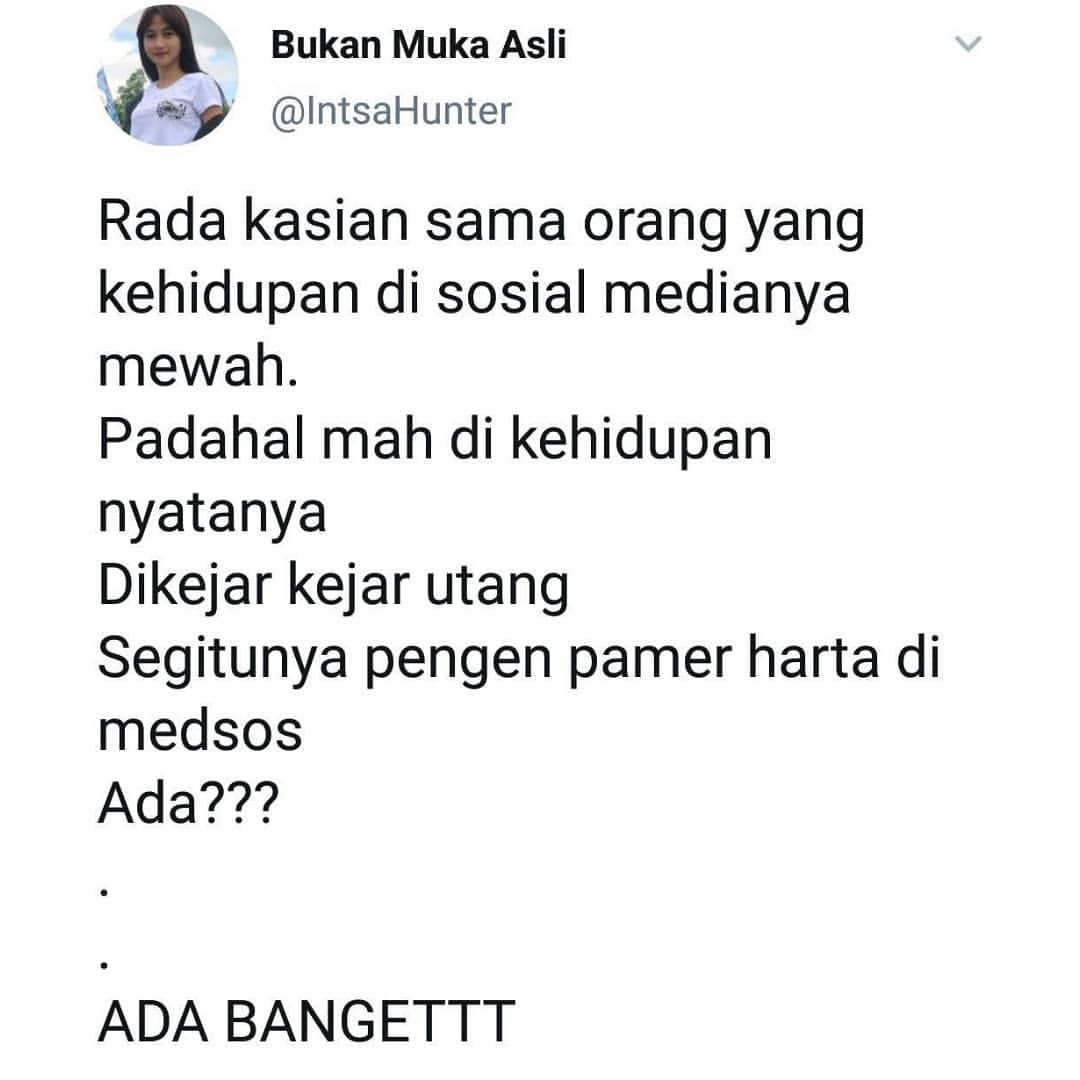 Bukan Muka Asli
@IntsaHunter
Rada kasian sama orang yang
kehidupan di sosial medianya
mewah.
Padahal mah di kehidupan
nyatanya
Dikejar kejar utang
Segitunya pengen pamer harta di
medsos
Ada???
.
.
ADA BANGETTT